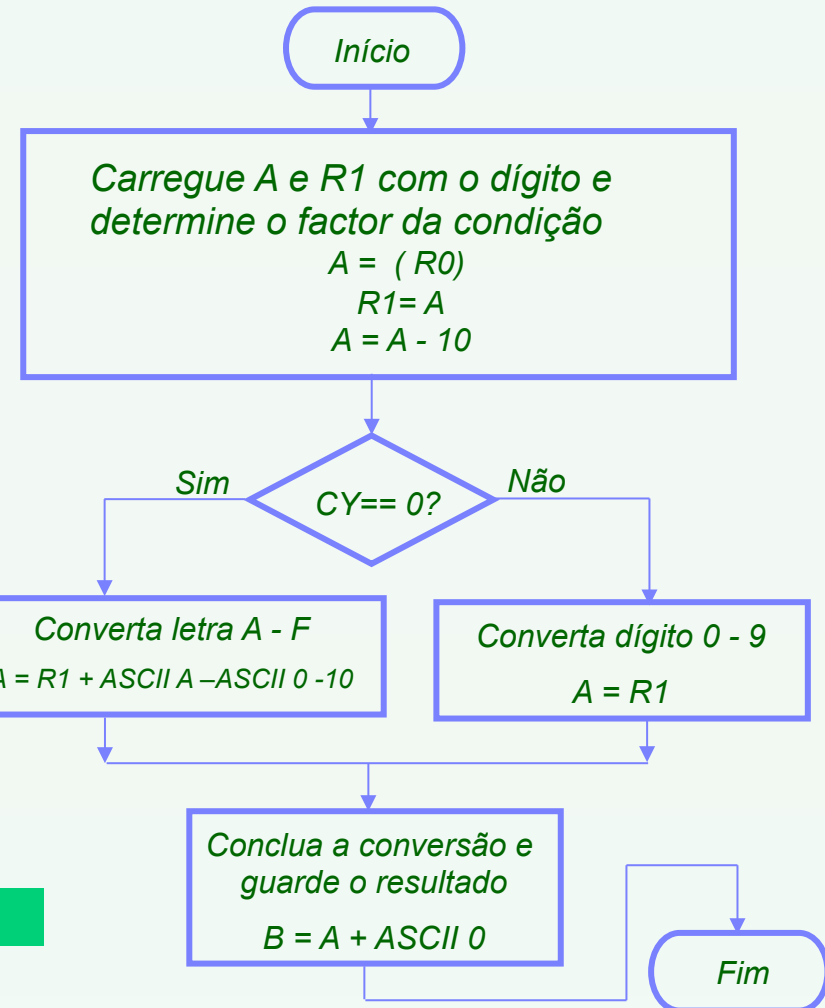 Início
Carregue A e R1 com o dígito e
determine o factor da condição
A = ( R0)
R1= A
A = A - 10
Sim
CY== 0?
Não
Converta letra A - F
A = R1 + ASCII A –ASCII 0 -10
Converta dígito 0 - 9
A = R1
Conclua a conversão e
guarde o resultado
B = A + ASCII 0
Fim